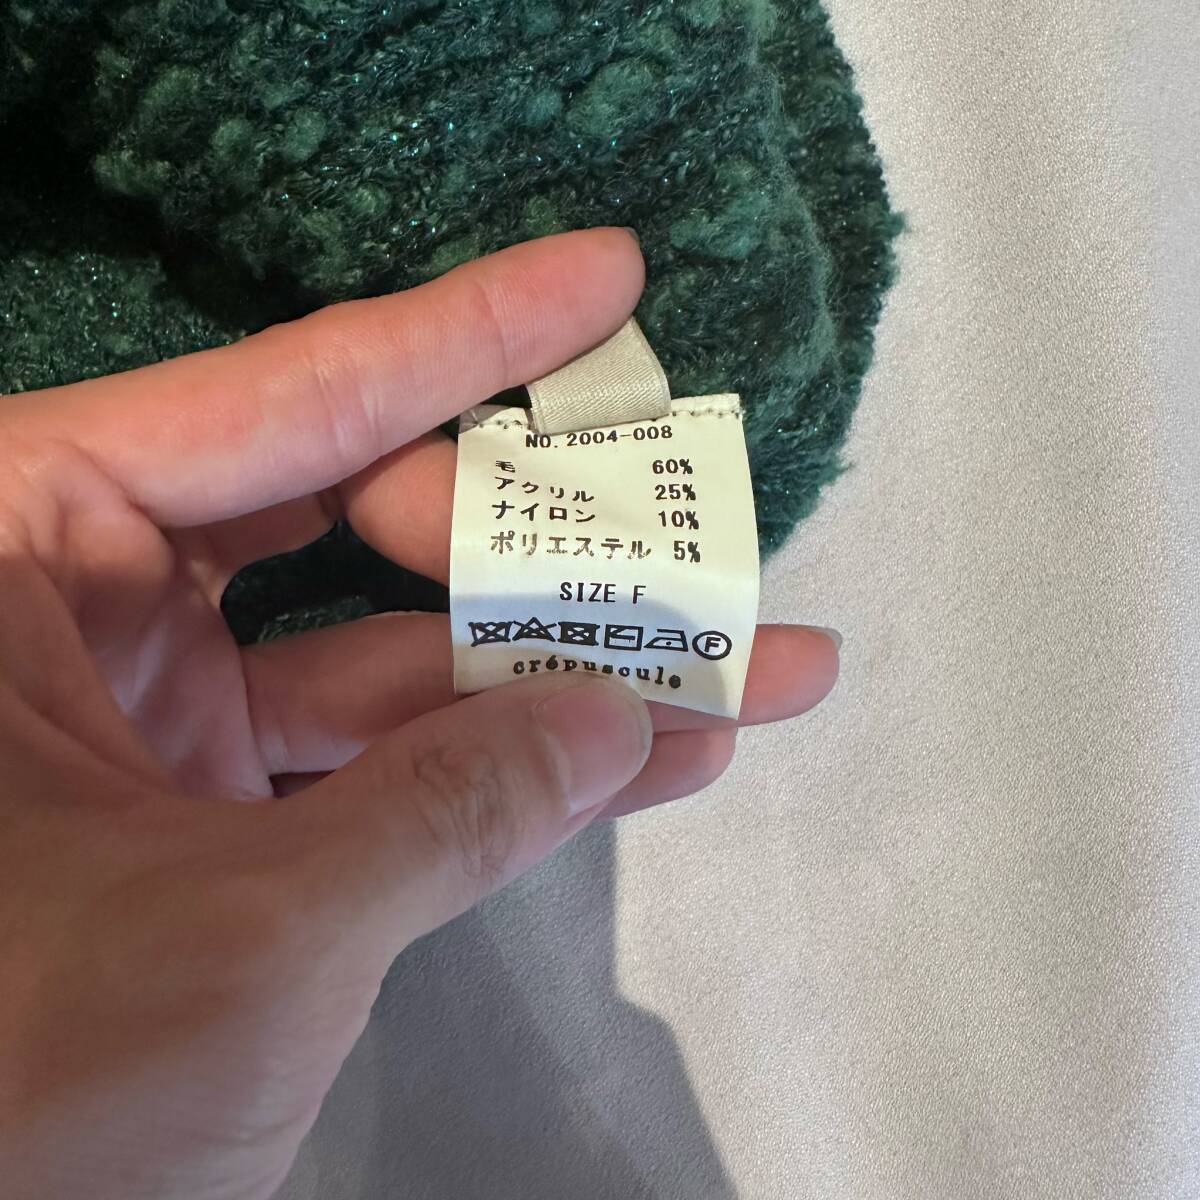 NO. 2004-008
毛 60%
アクリル 25%
ナイロン 10%
ポリエステル 5%
SIZE F
F
crépuscule